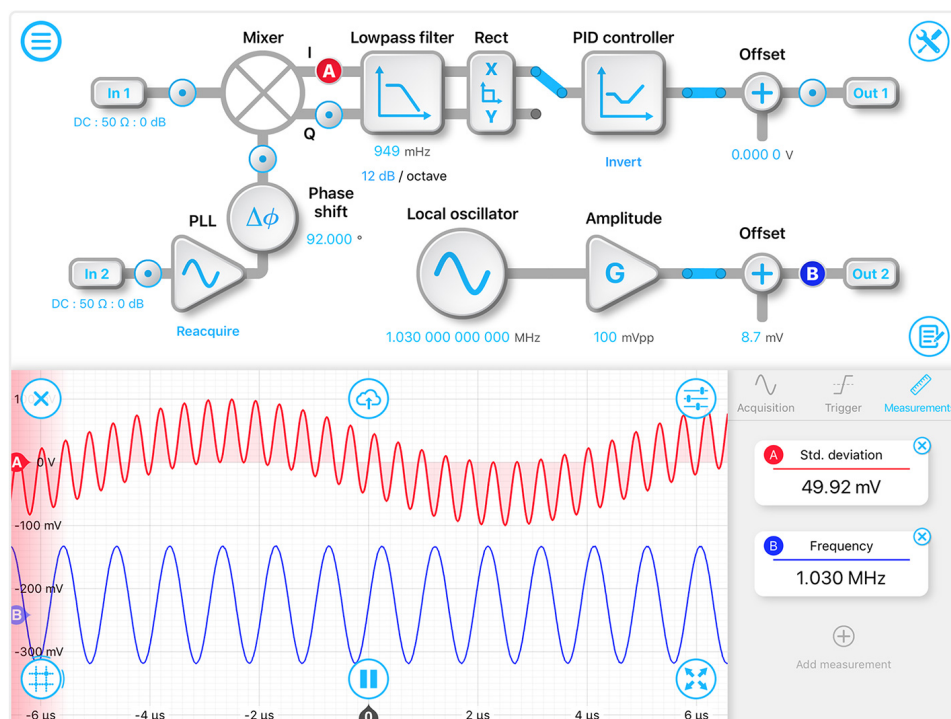 Mixer
Lowpass filter
Rect
PID controller
Offset
I
A
X
Y
In 1
Out 1
DC : 50 Ω : 0 dB
Q
949 mHz
12 dB / octave
Invert
0.000 0 V
Phase
shift
Δϕ
92.000 °
PLL
Local oscillator
Amplitude
Offset
In 2
G
B
Out 2
DC : 50 Ω : 0 dB
Reacquire
1.030 000 000 000 MHz
100 mVpp
8.7 mV
Acquisition
Trigger
Measurement
A
0 V
-100 mV
-200 mV
B
-300 mV
-6 us
-4 us
-2 us
0
2 us
4 us
6 us
A
Std. deviation
49.92 mV
B
Frequency
1.030 MHz
Add measurement